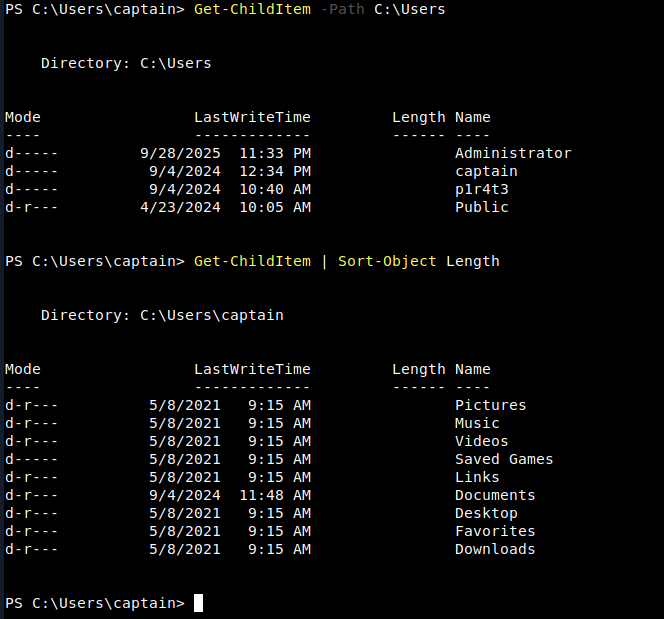 PS C:\Users\captain> Get-ChildItem -Path C:\Users
Directory: C:\Users
Mode                 LastWriteTime         Length Name
----                 -------------         ------ ----
d-----         9/28/2025  11:33 PM                Administrator
d-----          9/4/2024  12:34 PM                captain
d-----          9/4/2024  10:40 AM                p1r4t3
d-r---         4/23/2024  10:05 AM                Public
PS C:\Users\captain> Get-ChildItem | Sort-Object Length
Directory: C:\Users\captain
Mode                 LastWriteTime         Length Name
----                 -------------         ------ ----
d-r---          5/8/2021   9:15 AM                Pictures
d-r---          5/8/2021   9:15 AM                Music
d-r---          5/8/2021   9:15 AM                Videos
d-----          5/8/2021   9:15 AM                Saved Games
d-r---          5/8/2021   9:15 AM                Links
d-r---          9/4/2024  11:48 AM                Documents
d-r---          5/8/2021   9:15 AM                Desktop
d-r---          5/8/2021   9:15 AM                Favorites
d-r---          5/8/2021   9:15 AM                Downloads
PS C:\Users\captain>